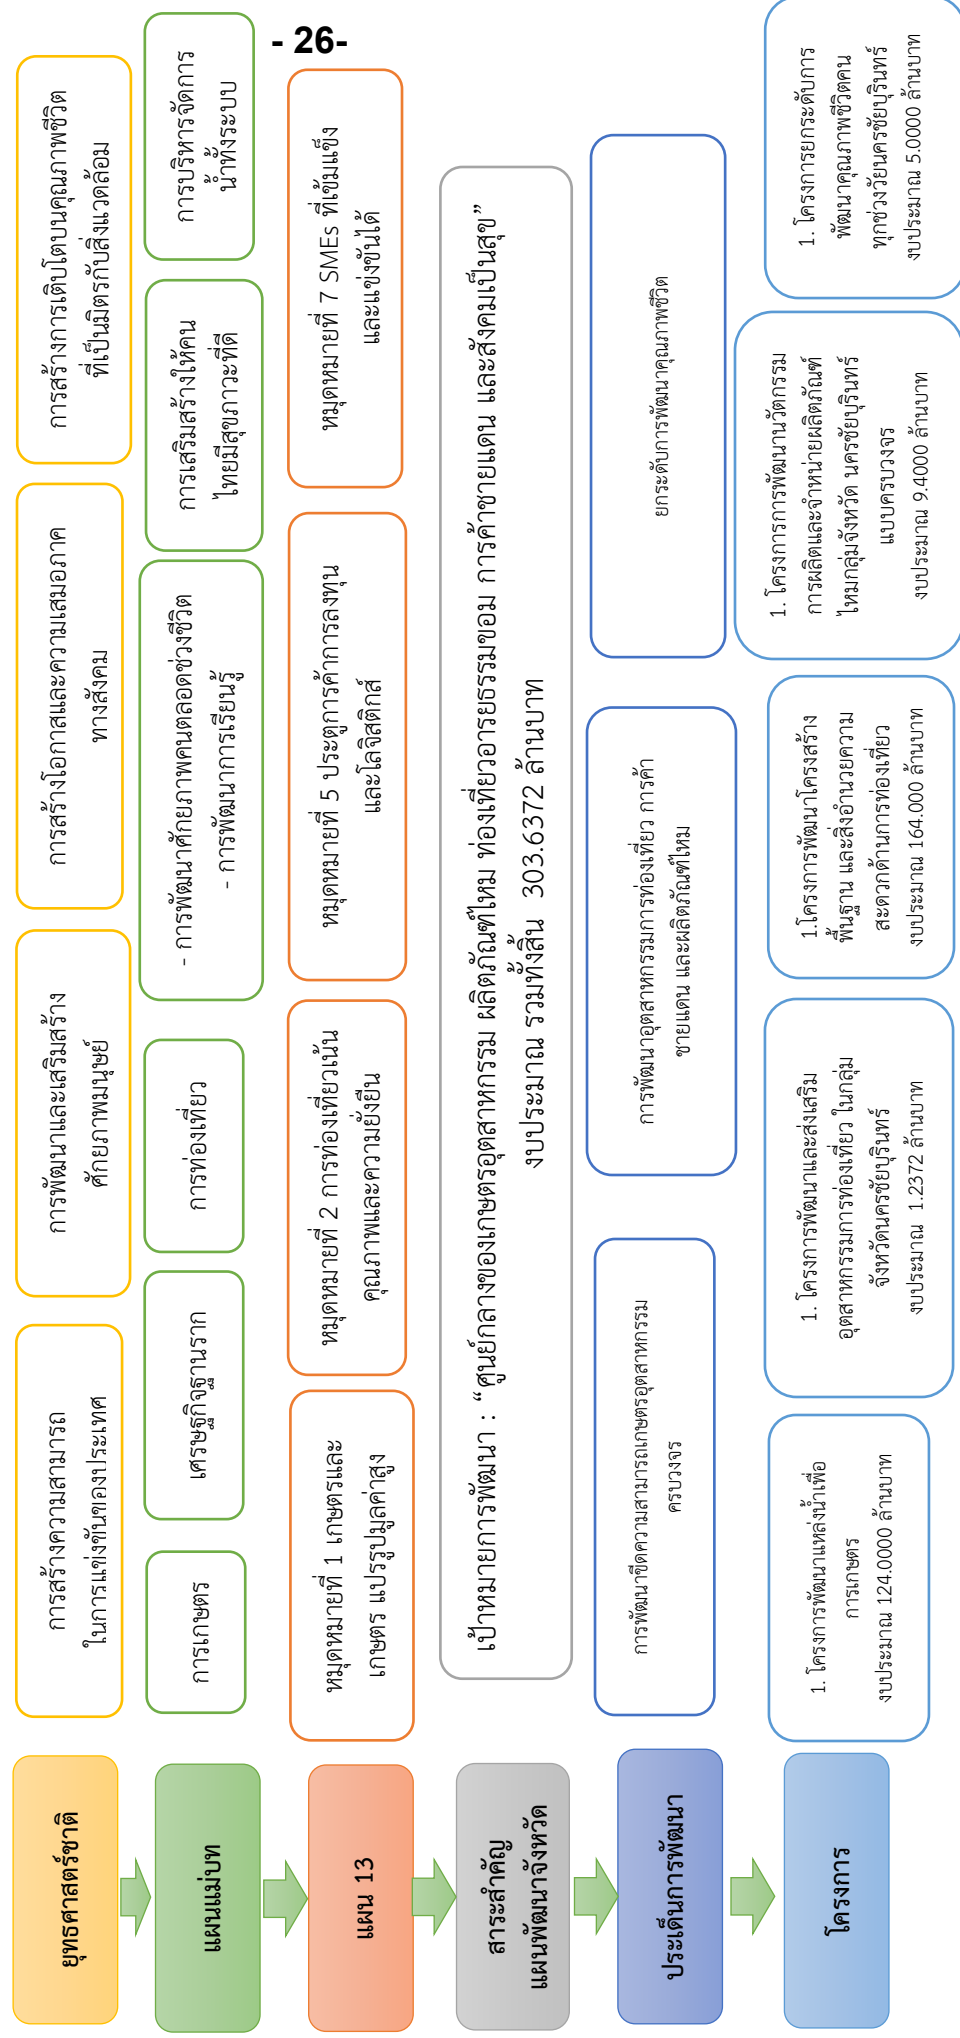 - 26-
ยุทธศาสตร์ชาติ
การสร้างความสามารถ
ในการแข่งขันของประเทศ
การพัฒนาและเสริมสร้าง
ศักยภาพมนุษย์
การสร้างโอกาสและความเสมอภาค
ทางสังคม
การสร้างการเติบโตบนคุณภาพชีวิต
ที่เป็นมิตรกับสิ่งแวดล้อม
แผนแม่บท
การเกษตร
เศรษฐกิจฐานราก
การท่องเที่ยว
- การพัฒนาศักยภาพคนตลอดช่วงชีวิต
- การพัฒนาการเรียนรู้
การเสริมสร้างให้คน
ไทยมีสุขภาวะที่ดี
การบริหารจัดการ
น้ำทั้งระบบ
แผน 13
หมุดหมายที่ 1 เกษตรและ
เกษตร แปรรูปมูลค่าสูง
หมุดหมายที่ 2 การท่องเที่ยวเน้น
คุณภาพและความยั่งยืน
หมุดหมายที่ 5 ประตูการค้าการลงทุน
และโลจิสติกส์
หมุดหมายที่ 7 SMEs ที่เข้มแข็ง
และแข่งขันได้
สาระสำคัญ
แผนพัฒนาจังหวัด
เป้าหมายการพัฒนา : “ศูนย์กลางของเกษตรอุตสาหกรรม ผลิตภัณฑ์ไหม ท่องเที่ยวอารยธรรมขอม การค้าชายแดน และสังคมเป็นสุข”
งบประมาณ รวมทั้งสิ้น 303.6372 ล้านบาท
ประเด็นการพัฒนา
การพัฒนาขีดความสามารถเกษตรอุตสาหกรรม
ครบวงจร
การพัฒนาอุตสาหกรรมการท่องเที่ยว การค้า
ชายแดน และผลิตภัณฑ์ไหม
ยกระดับการพัฒนาคุณภาพชีวิต
โครงการ
1. โครงการพัฒนาแหล่งน้ำเพื่อ
การเกษตร
งบประมาณ 124.0000 ล้านบาท
1. โครงการพัฒนาและส่งเสริม
อุตสาหกรรมการท่องเที่ยว ในกลุ่ม
จังหวัดนครชัยบุรินทร์
งบประมาณ 1.2372 ล้านบาท
1.โครงการพัฒนาโครงสร้าง
พื้นฐาน และสิ่งอำนวยความ
สะดวกด้านการท่องเที่ยว
งบประมาณ 164.000 ล้านบาท
1. โครงการการพัฒนานวัตกรรม
การผลิตและจำหน่ายผลิตภัณฑ์
ไหมกลุ่มจังหวัด นครชัยบุรินทร์
แบบครบวงจร
งบประมาณ 9.4000 ล้านบาท
1. โครงการยกระดับการ
พัฒนาคุณภาพชีวิตคน
ทุกช่วงวัยนครชัยบุรินทร์
งบประมาณ 5.0000 ล้านบาท